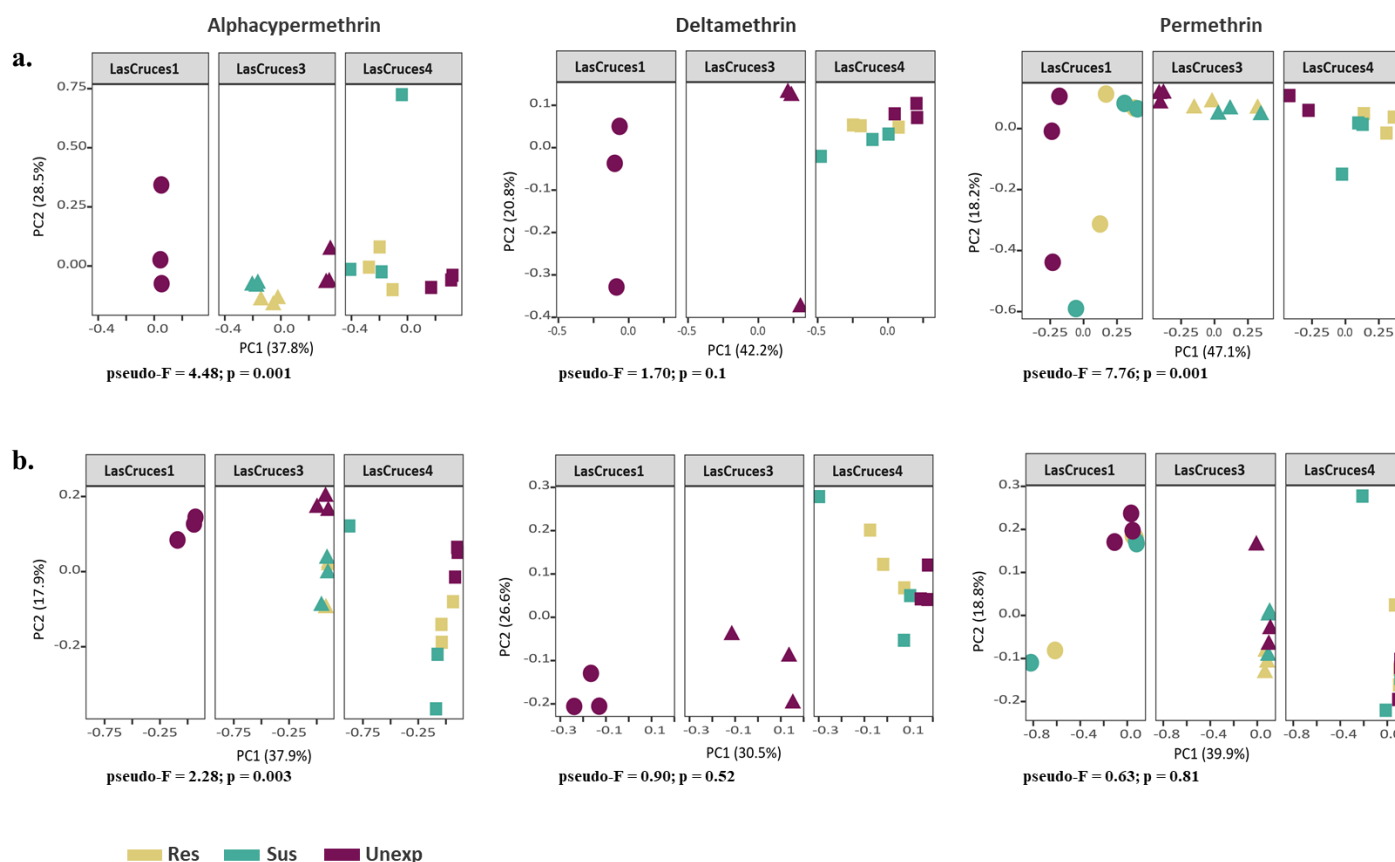 Alphacypermethrin Deltamethrin Permethrin
a.
LasCruces1 LasCruces3 LasCruces4 LasCruces1 LasCruces3 LasCruces4 LasCruces1 LasCruces3 LasCruces4
PC2 (28.5%)
0.75
0.50
0.25
0.00
-0.4 0.0 -0.4 0.0 -0.4 0.0
PC1 (37.8%)
pseudo-F = 4.48; p = 0.001
PC2 (20.8%)
0.1
0.0
-0.1
-0.2
-0.3
-0.4
-0.5 0.0 -0.5 0.0 -0.5 0.0
PC1 (42.2%)
pseudo-F = 1.70; p = 0.1
PC2 (18.2%)
0.0
-0.2
-0.4
-0.6
-0.25 0.0 0.25 -0.25 0.0 0.25 -0.25 0.0 0.25
PC1 (47.1%)
pseudo-F = 7.76; p = 0.001
b.
LasCruces1 LasCruces3 LasCruces4 LasCruces1 LasCruces3 LasCruces4 LasCruces1 LasCruces3 LasCruces4
PC2 (17.9%)
0.2
0.0
-0.2
-0.75 -0.25 -0.75 -0.25 -0.75 -0.25
PC1 (37.9%)
pseudo-F = 2.28; p = 0.003
PC2 (26.6%)
0.3
0.2
0.1
0.0
-0.1
-0.2
-0.3 -0.1 0.1 -0.3 -0.1 0.1 -0.3 -0.1 0.1
PC1 (30.5%)
pseudo-F = 0.90; p = 0.52
PC2 (18.8%)
0.3
0.2
0.1
0.0
-0.1
-0.2
-0.8 -0.4 0.0 -0.8 -0.4 0.0 -0.8 -0.4 0.0
PC1 (39.9%)
pseudo-F = 0.63; p = 0.81
Res Sus Unexp